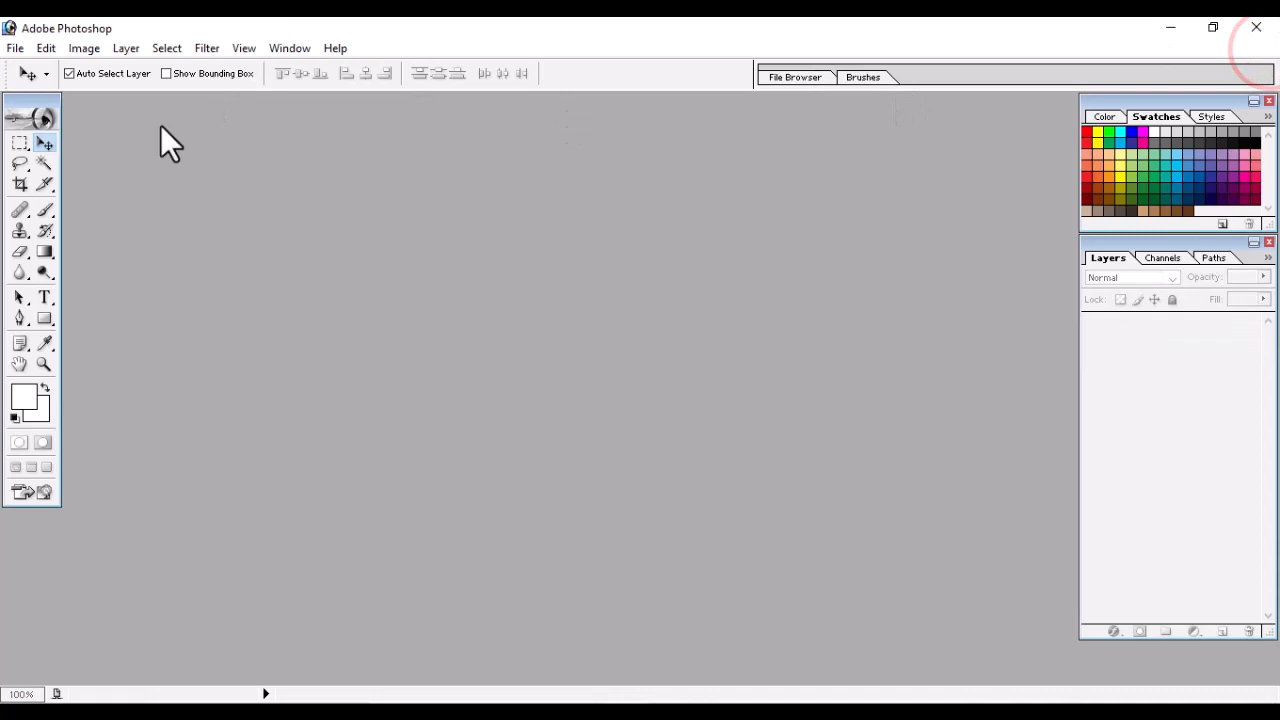 Adobe Photoshop
File Edit Image Layer Select Filter View Window Help
Auto Select Layer Show Bounding Box File Browser Brushes
Color Swatches Styles
Layers Channels Paths
Normal Opacity:
Lock: Fill:
T
100%